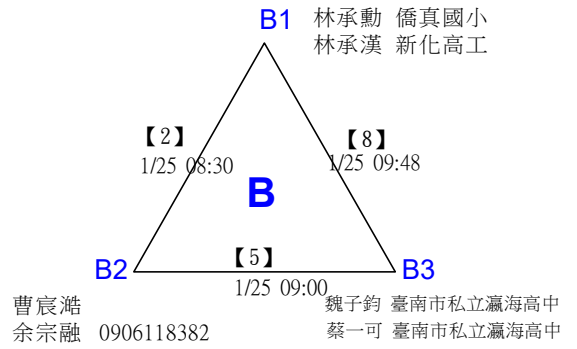 B1 林承勳 僑真國小
林承漢 新化高工
【2】
1/25 08:30
【8】
1/25 09:48
B
【5】
1/25 09:00
B2
B3
曹宸澔
余宗融 0906118382
魏子鈞 臺南市私立瀛海高中
蔡一可 臺南市私立瀛海高中